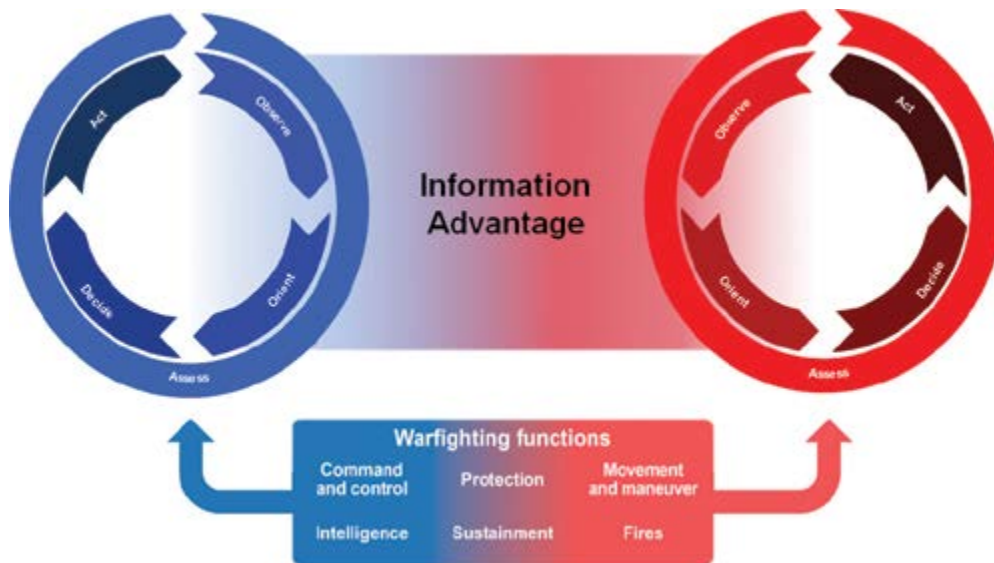 Act
Observe
Decide
Orient
Assess
Information
Advantage
Observe
Act
Orient
Decide
Assess
Warfighting functions
Command
and control
Protection
Movement
and maneuver
Intelligence
Sustainment
Fires